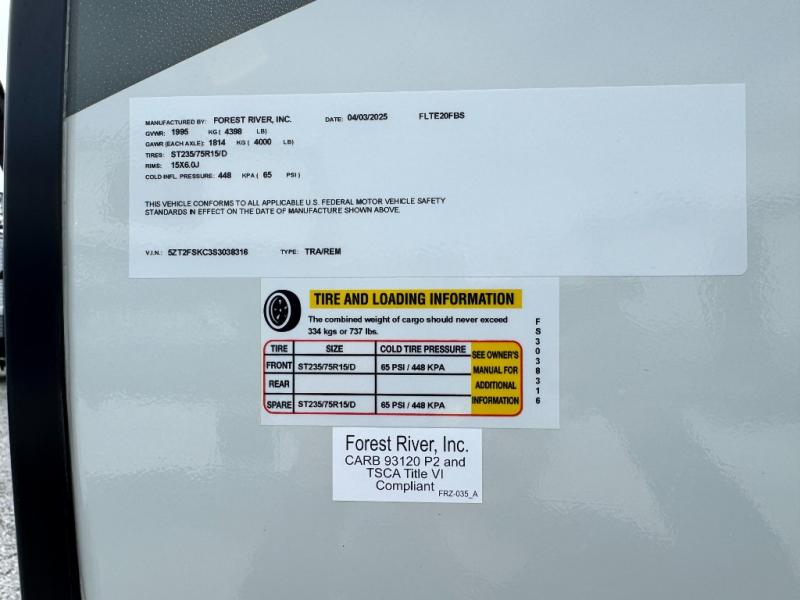 MANUFACTURED BY: FOREST RIVER, INC. DATE: 04/03/2025 FLTE20FBS
GVWR: 1995 KG ( 4398 LB)
GAWR (EACH AXLE): 1814 KG ( 4000 LB)
TIRES: ST235/75R15/D
RIMS: 15X6.0J
COLD INFL. PRESSURE: 448 KPA ( 65 PSI )
THIS VEHICLE CONFORMS TO ALL APPLICABLE U.S. FEDERAL MOTOR VEHICLE SAFETY
STANDARDS IN EFFECT ON THE DATE OF MANUFACTURE SHOWN ABOVE.
V.I.N.: 5ZT2FSKC3S3038316 TYPE: TRA/REM
TIRE AND LOADING INFORMATION
The combined weight of cargo should never exceed
334 kgs or 737 lbs.
TIRE SIZE COLD TIRE PRESSURE
FRONT ST235/75R15/D 65 PSI / 448 KPA
REAR
SPARE ST235/75R15/D 65 PSI / 448 KPA
SEE OWNER'S
MANUAL FOR
ADDITIONAL
INFORMATION
FS3038316
Forest River, Inc.
CARB 93120 P2 and
TSCA Title VI
Compliant
FRZ-035_A